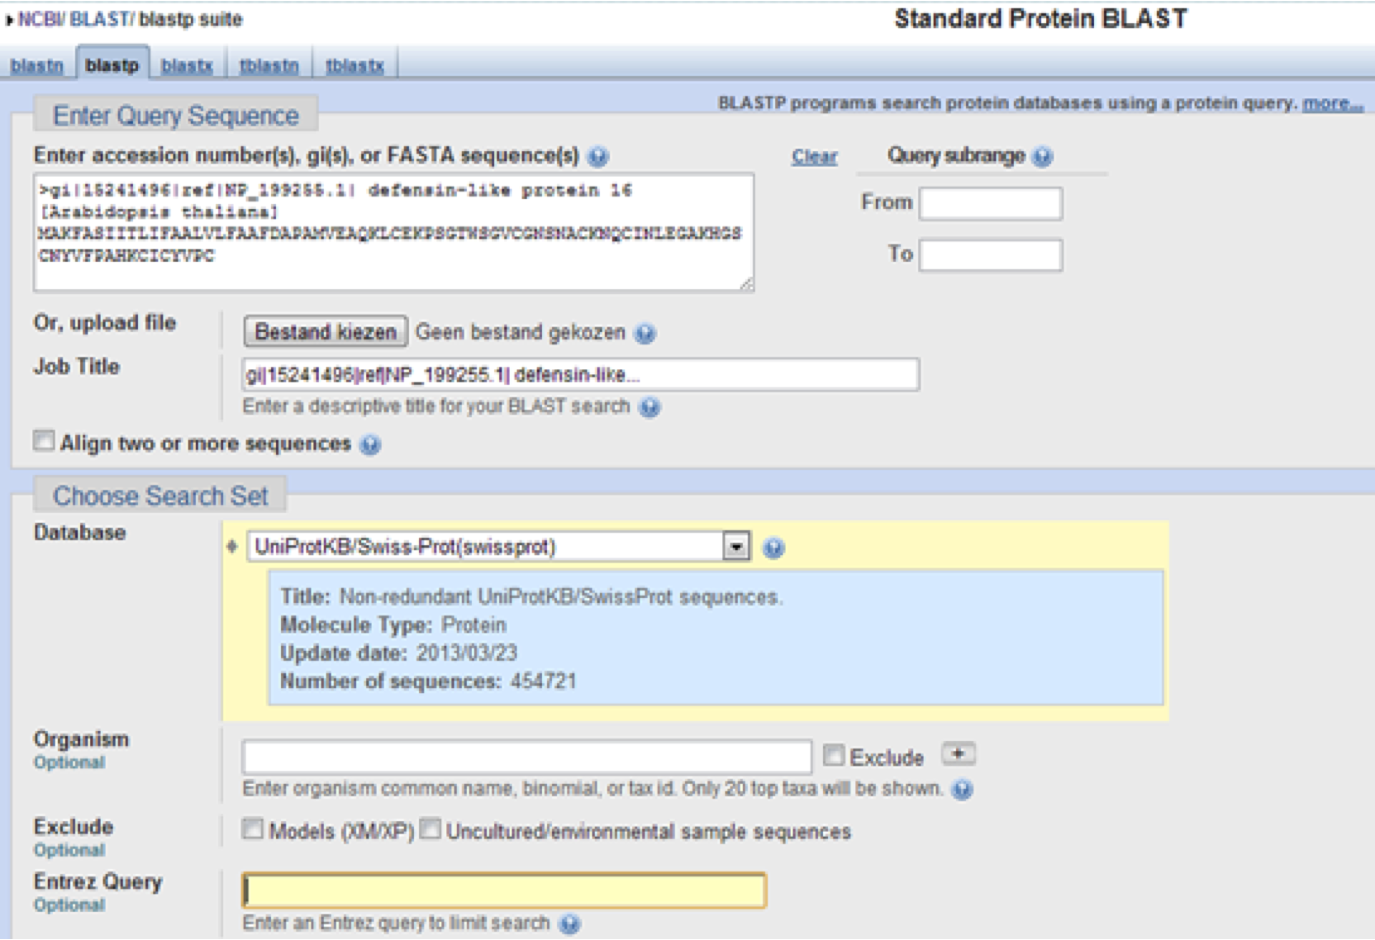 NCBI/ BLAST/ blastp suite
Standard Protein BLAST
blastn blastp blastx tblastn tblastx
Enter Query Sequence
BLASTP programs search protein databases using a protein query. more...
Enter accession number(s), gi(s), or FASTA sequence(s)
Clear
Query subrange
>gi|15241496|ref|NP_199255.1| defensin-like protein 16
[Arabidopsis thaliana]
MAKFASIITLIFAALVLFAAFDAPAMVEAQKLCEKPSGTWSGVCGNSNACKNQCINLEGAKHGS
CNYVFPAHKCICYVPC
From
To
Or, upload file
Bestand kiezen Geen bestand gekozen
Job Title
gi|15241496|ref|NP_199255.1| defensin-like...
Enter a descriptive title for your BLAST search
Align two or more sequences
Choose Search Set
Database
UniProtKB/Swiss-Prot(swissprot)
Title: Non-redundant UniProtKB/SwissProt sequences.
Molecule Type: Protein
Update date: 2013/03/23
Number of sequences: 454721
Organism
Optional
Exclude +
Enter organism common name, binomial, or tax id. Only 20 top taxa will be shown.
Exclude
Optional
Models (XM/XP) Uncultured/environmental sample sequences
Entrez Query
Optional
Enter an Entrez query to limit search